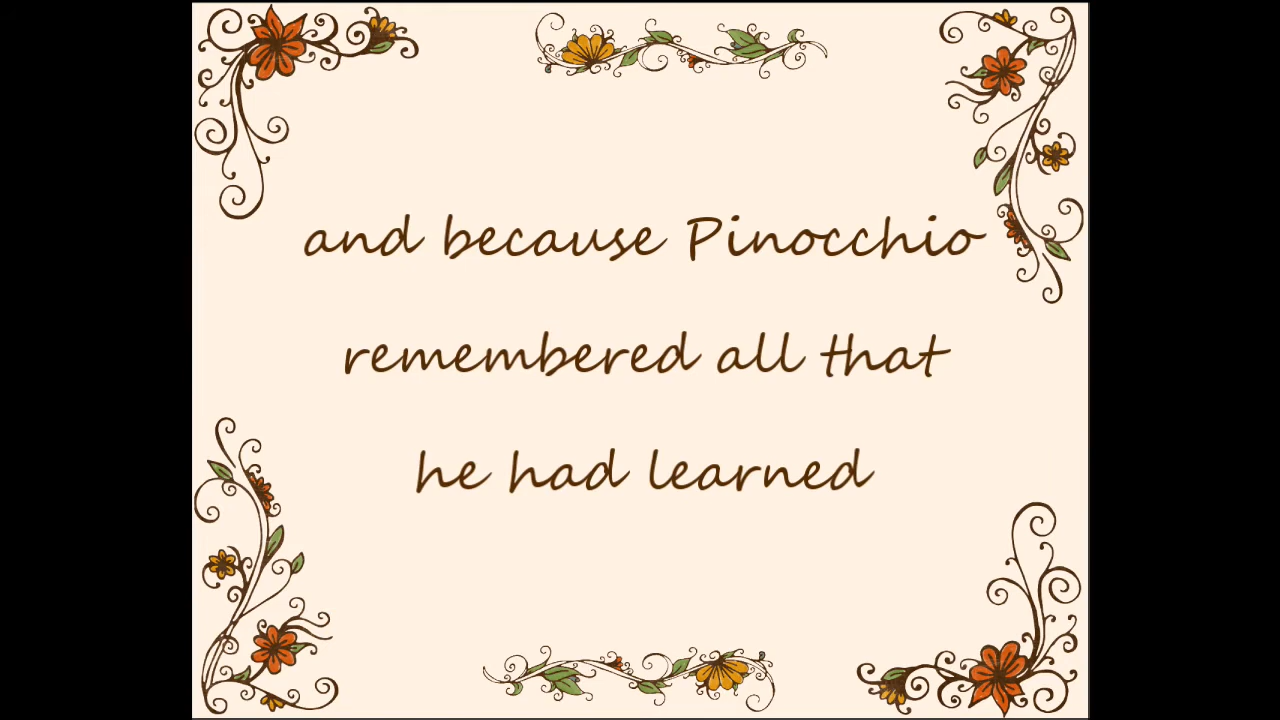 and because Pinocchio
remembered all that
he had learned